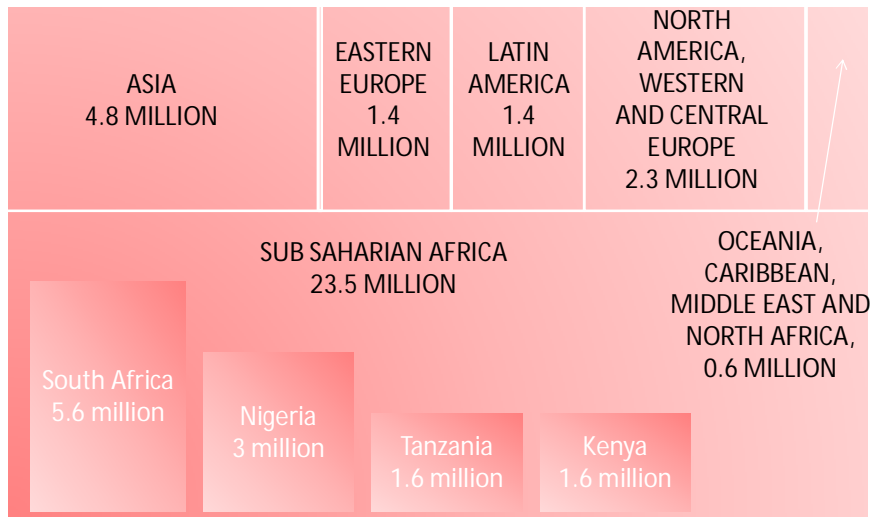 ASIA
4.8 MILLION
EASTERN
EUROPE
1.4
MILLION
LATIN
AMERICA
1.4
MILLION
NORTH
AMERICA,
WESTERN
AND CENTRAL
EUROPE
2.3 MILLION
SUB SAHARIAN AFRICA
23.5 MILLION
OCEANIA,
CARIBBEAN,
MIDDLE EAST AND
NORTH AFRICA,
0.6 MILLION
South Africa
5.6 million
Nigeria
3 million
Tanzania
1.6 million
Kenya
1.6 million